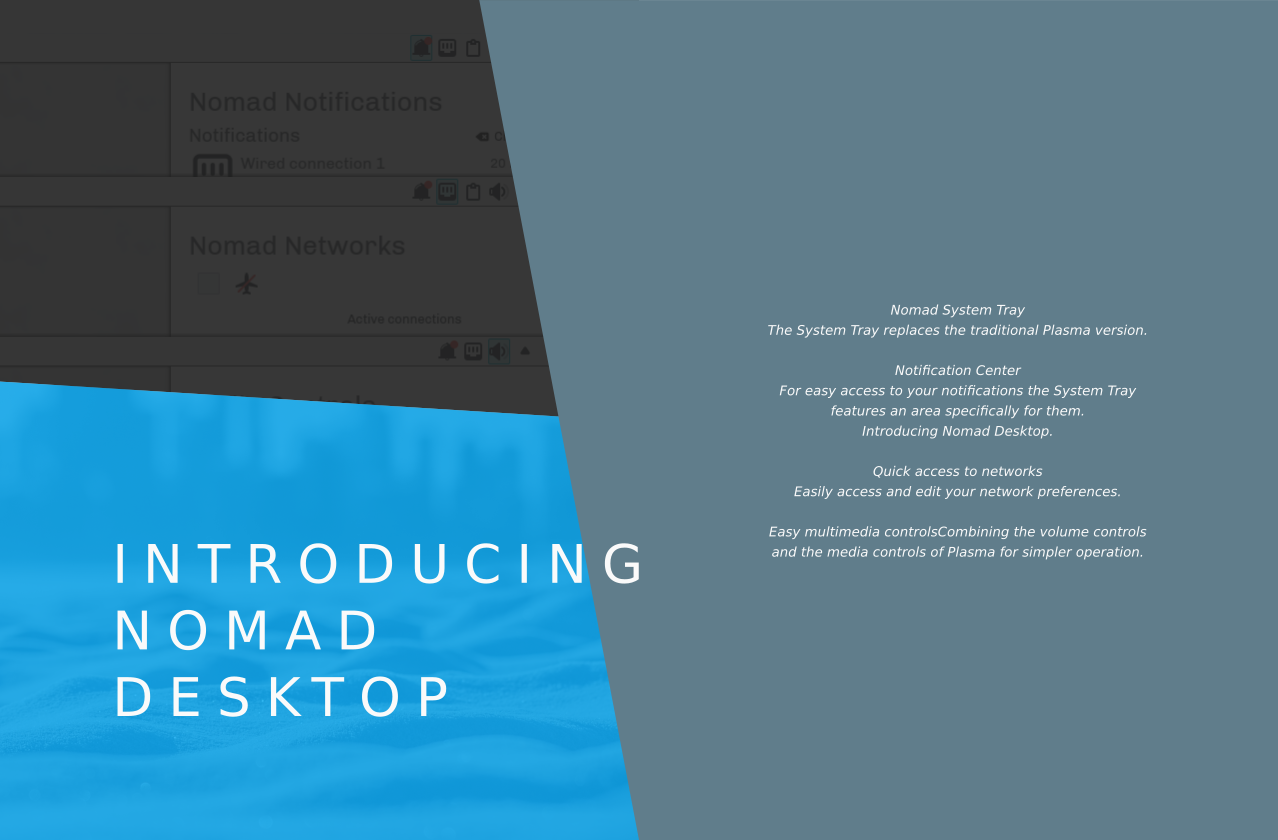 Nomad Notifications
Notifications
Wired connection 1
20
Nomad Networks
Active connections
INTRODUCING
NOMAD
DESKTOP
Nomad System Tray
The System Tray replaces the traditional Plasma version.
Notification Center
For easy access to your notifications the System Tray
features an area specifically for them.
Introducing Nomad Desktop.
Quick access to networks
Easily access and edit your network preferences.
Easy multimedia controlsCombining the volume controls
and the media controls of Plasma for simpler operation.